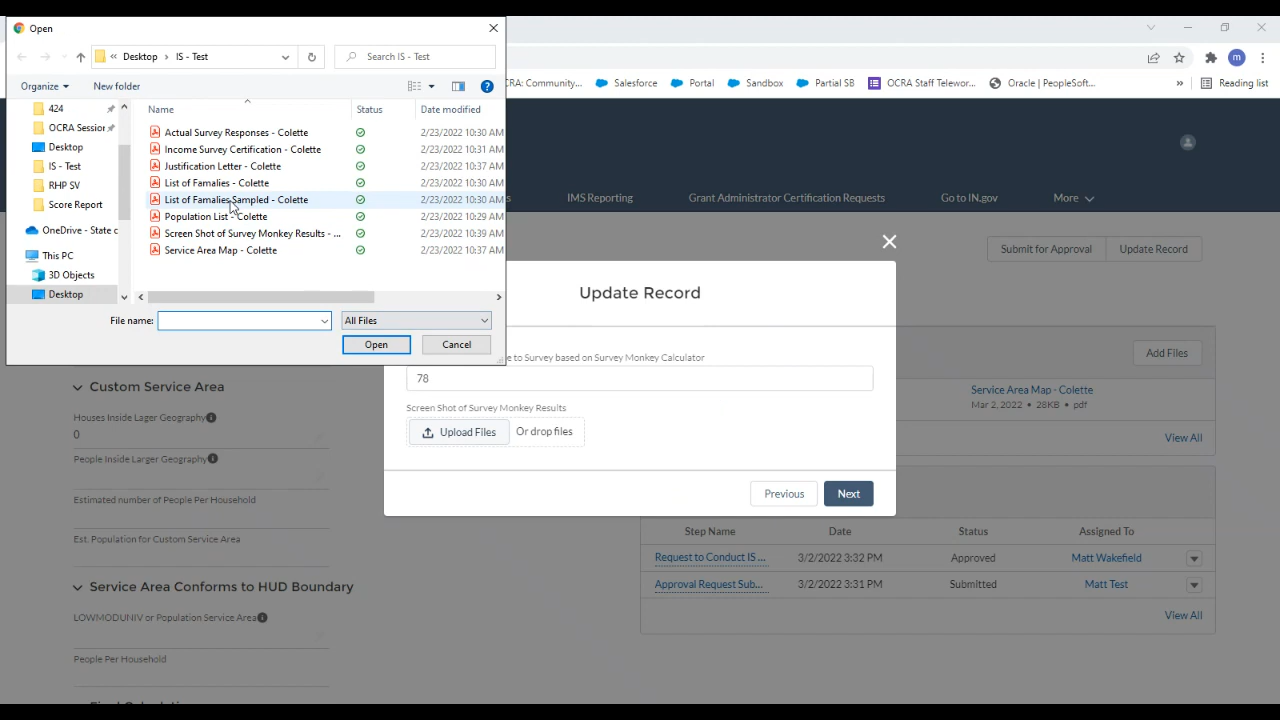 Open
« Desktop › IS - Test
Search IS - Test
Organize
New folder
Name
Status
Date modified
424
OCRA Session
Desktop
IS - Test
RHP SV
Score Report
OneDrive - State c
This PC
3D Objects
Desktop
Actual Survey Responses - Colette 2/23/2022 10:30 AM
Income Survey Certification - Colette 2/23/2022 10:31 AM
Justification Letter - Colette 2/23/2022 10:37 AM
List of Famalies - Colette 2/23/2022 10:30 AM
List of Famalies Sampled - Colette 2/23/2022 10:30 AM
Population List - Colette 2/23/2022 10:29 AM
Screen Shot of Survey Monkey Results - ... 2/23/2022 10:39 AM
Service Area Map - Colette 2/23/2022 10:37 AM
File name:
All Files
Open
Cancel
m
CRA: Community...
Salesforce
Portal
Sandbox
Partial SB
OCRA Staff Telewor...
Oracle | PeopleSoft...
»
Reading list
s
IMS Reporting
Grant Administrator Certification Requests
Go to IN.gov
More
Submit for Approval
Update Record
Update Record
e to Survey based on Survey Monkey Calculator
78
Screen Shot of Survey Monkey Results
Upload Files
Or drop files
Previous
Next
Add Files
Service Area Map - Colette
Mar 2, 2022 • 28KB • pdf
View All
Custom Service Area
Houses Inside Lager Geography
0
People Inside Larger Geography
Estimated number of People Per Household
Est. Population for Custom Service Area
Service Area Conforms to HUD Boundary
LOWMODUNIV or Population Service Area
People Per Household
Step Name Date Status Assigned To
Request to Conduct IS ... 3/2/2022 3:32 PM Approved Matt Wakefield
Approval Request Sub... 3/2/2022 3:31 PM Submitted Matt Test
View All